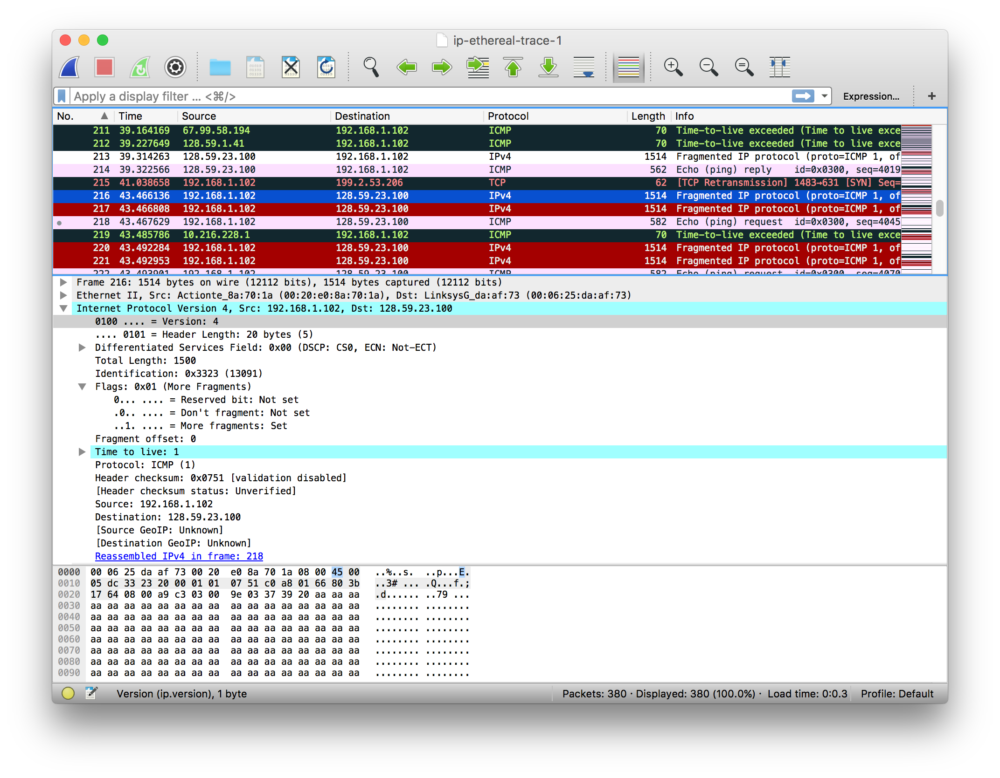 ip-ethereal-trace-1
Apply a display filter ... <⌘/>
Expression...
+
No. Time Source Destination Protocol Length Info
211 39.164169 67.99.58.194 192.168.1.102 ICMP 70 Time-to-live exceeded (Time to live exce
212 39.227649 128.59.1.41 192.168.1.102 ICMP 70 Time-to-live exceeded (Time to live exce
213 39.314263 128.59.23.100 192.168.1.102 IPv4 1514 Fragmented IP protocol (proto=ICMP 1, of
214 39.322566 128.59.23.100 192.168.1.102 ICMP 562 Echo (ping) reply id=0x0300, seq=4019
215 41.038658 192.168.1.102 199.2.53.206 TCP 62 [TCP Retransmission] 1483→631 [SYN] Seq=
216 43.466136 192.168.1.102 128.59.23.100 IPv4 1514 Fragmented IP protocol (proto=ICMP 1, of
217 43.466808 192.168.1.102 128.59.23.100 IPv4 1514 Fragmented IP protocol (proto=ICMP 1, of
218 43.467629 192.168.1.102 128.59.23.100 ICMP 582 Echo (ping) request id=0x0300, seq=4045
219 43.485786 10.216.228.1 192.168.1.102 ICMP 70 Time-to-live exceeded (Time to live exce
220 43.492284 192.168.1.102 128.59.23.100 IPv4 1514 Fragmented IP protocol (proto=ICMP 1, of
221 43.492953 192.168.1.102 128.59.23.100 IPv4 1514 Fragmented IP protocol (proto=ICMP 1, of
222 43.493901 192.168.1.102 128.59.23.100 ICMP 582 Echo (ping) request id=0x0300, seq=4070
Frame 216: 1514 bytes on wire (12112 bits), 1514 bytes captured (12112 bits)
Ethernet II, Src: Actionte_8a:70:1a (00:20:e0:8a:70:1a), Dst: LinksysG_da:af:73 (00:06:25:da:af:73)
Internet Protocol Version 4, Src: 192.168.1.102, Dst: 128.59.23.100
0100 .... = Version: 4
.... 0101 = Header Length: 20 bytes (5)
Differentiated Services Field: 0x00 (DSCP: CS0, ECN: Not-ECT)
Total Length: 1500
Identification: 0x3323 (13091)
Flags: 0x01 (More Fragments)
0... .... = Reserved bit: Not set
.0.. .... = Don't fragment: Not set
..1. .... = More fragments: Set
Fragment offset: 0
Time to live: 1
Protocol: ICMP (1)
Header checksum: 0x0751 [validation disabled]
[Header checksum status: Unverified]
Source: 192.168.1.102
Destination: 128.59.23.100
[Source GeoIP: Unknown]
[Destination GeoIP: Unknown]
Reassembled IPv4 in frame: 218
0000 00 06 25 da af 73 00 20 e0 8a 70 1a 08 00 45 00 ..%..s. ..p...E.
0010 05 dc 33 23 20 00 01 01 07 51 c0 a8 01 66 80 3b ..3# ... .Q...f.;
0020 17 64 08 00 a9 c3 03 00 9e 03 37 39 20 aa aa aa .d...... ..79 ...
0030 aa aa aa aa aa aa aa aa aa aa aa aa aa aa aa aa ........ ........
0040 aa aa aa aa aa aa aa aa aa aa aa aa aa aa aa aa ........ ........
0050 aa aa aa aa aa aa aa aa aa aa aa aa aa aa aa aa ........ ........
0060 aa aa aa aa aa aa aa aa aa aa aa aa aa aa aa aa ........ ........
0070 aa aa aa aa aa aa aa aa aa aa aa aa aa aa aa aa ........ ........
0080 aa aa aa aa aa aa aa aa aa aa aa aa aa aa aa aa ........ ........
0090 aa aa aa aa aa aa aa aa aa aa aa aa aa aa aa aa ........ ........
Version (ip.version), 1 byte
Packets: 380 · Displayed: 380 (100.0%) · Load time: 0:0.3
Profile: Default